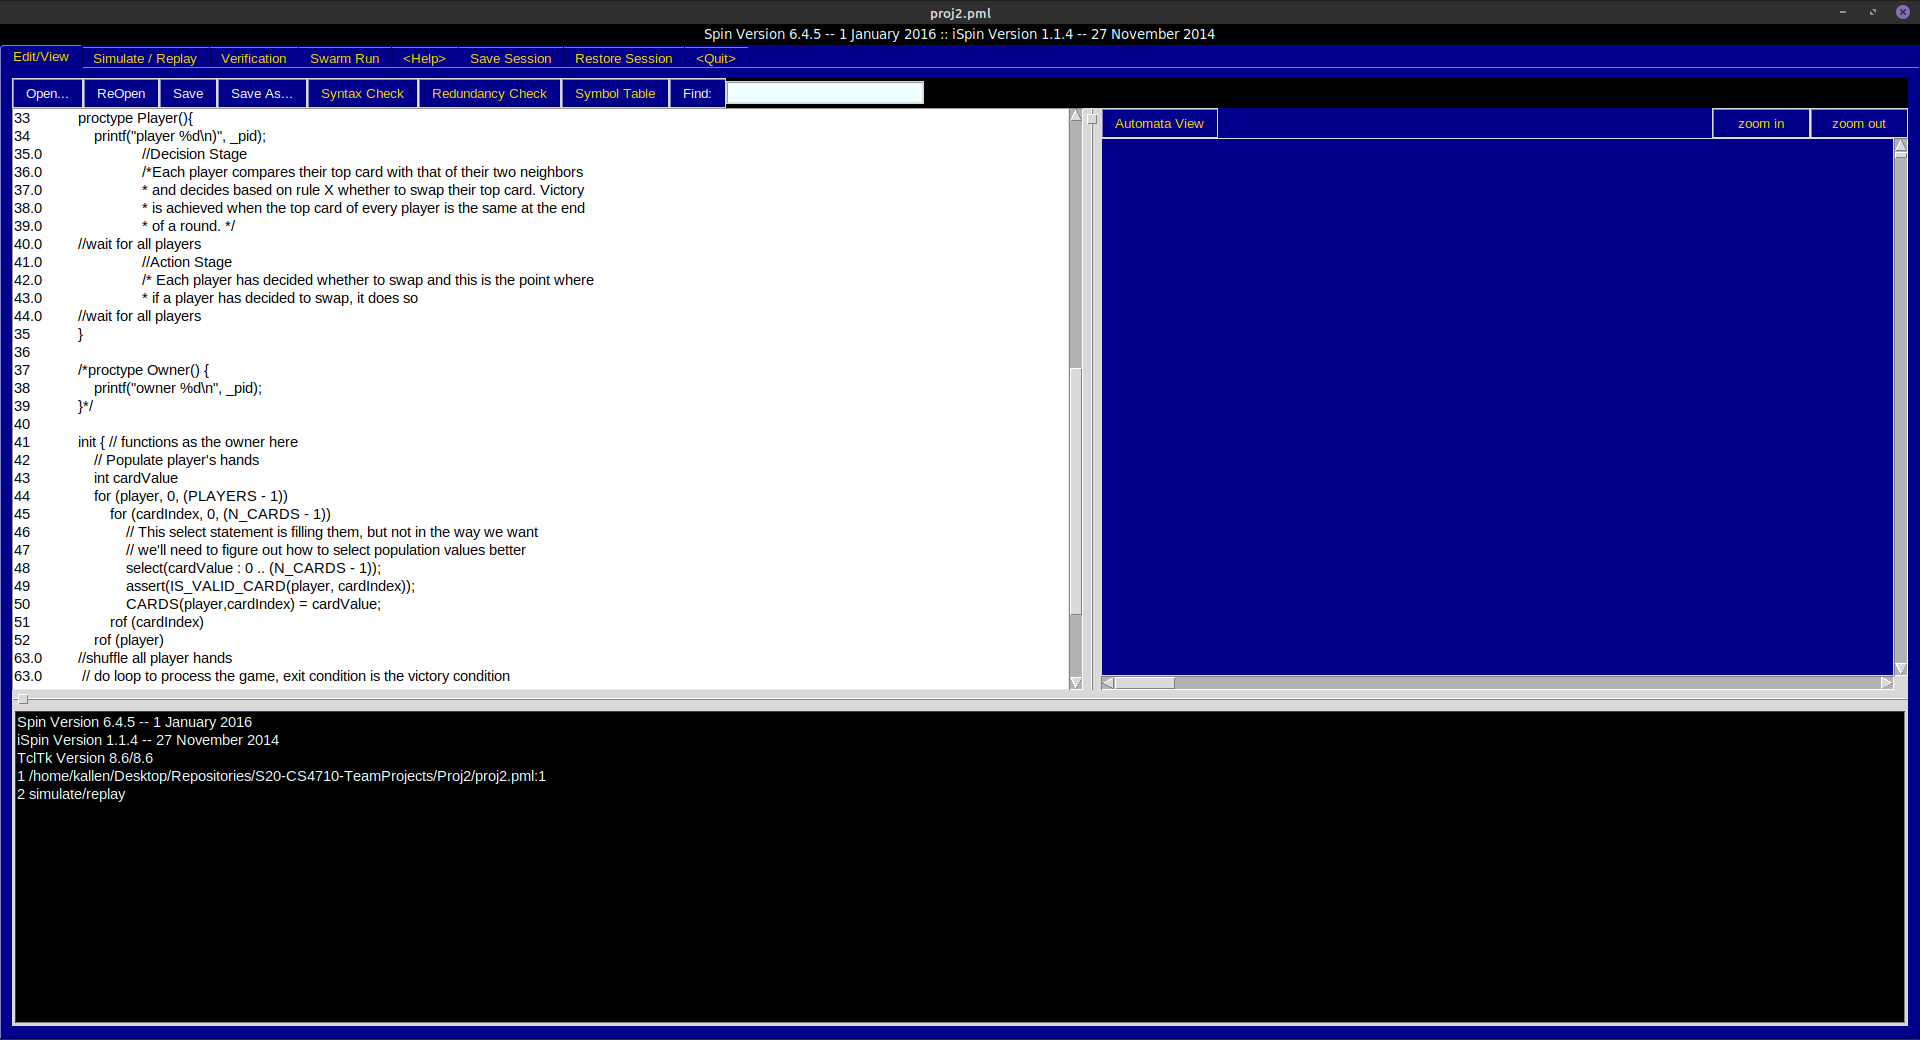 proj2.pml
Spin Version 6.4.5 -- 1 January 2016 :: iSpin Version 1.1.4 -- 27 November 2014
Edit/View Simulate / Replay Verification Swarm Run <Help> Save Session Restore Session <Quit>
Open... ReOpen Save Save As... Syntax Check Redundancy Check Symbol Table Find:
Automata View zoom in zoom out
33 proctype Player(){
34 printf("player %d\n)", _pid);
35.0 //Decision Stage
36.0 /*Each player compares their top card with that of their two neighbors
37.0 * and decides based on rule X whether to swap their top card. Victory
38.0 * is achieved when the top card of every player is the same at the end
39.0 * of a round. */
40.0 //wait for all players
41.0 //Action Stage
42.0 /* Each player has decided whether to swap and this is the point where
43.0 * if a player has decided to swap, it does so
44.0 //wait for all players
35 }
36
37 /*proctype Owner() {
38 printf("owner %d\n", _pid);
39 }*/
40
41 init { // functions as the owner here
42 // Populate player's hands
43 int cardValue
44 for (player, 0, (PLAYERS - 1))
45 for (cardIndex, 0, (N_CARDS - 1))
46 // This select statement is filling them, but not in the way we want
47 // we'll need to figure out how to select population values better
48 select(cardValue : 0 .. (N_CARDS - 1));
49 assert(IS_VALID_CARD(player, cardIndex));
50 CARDS(player,cardIndex) = cardValue;
51 rof (cardIndex)
52 rof (player)
63.0 //shuffle all player hands
63.0 // do loop to process the game, exit condition is the victory condition
Spin Version 6.4.5 -- 1 January 2016
iSpin Version 1.1.4 -- 27 November 2014
TclTk Version 8.6/8.6
1 /home/kallen/Desktop/Repositories/S20-CS4710-TeamProjects/Proj2/proj2.pml:1
2 simulate/replay